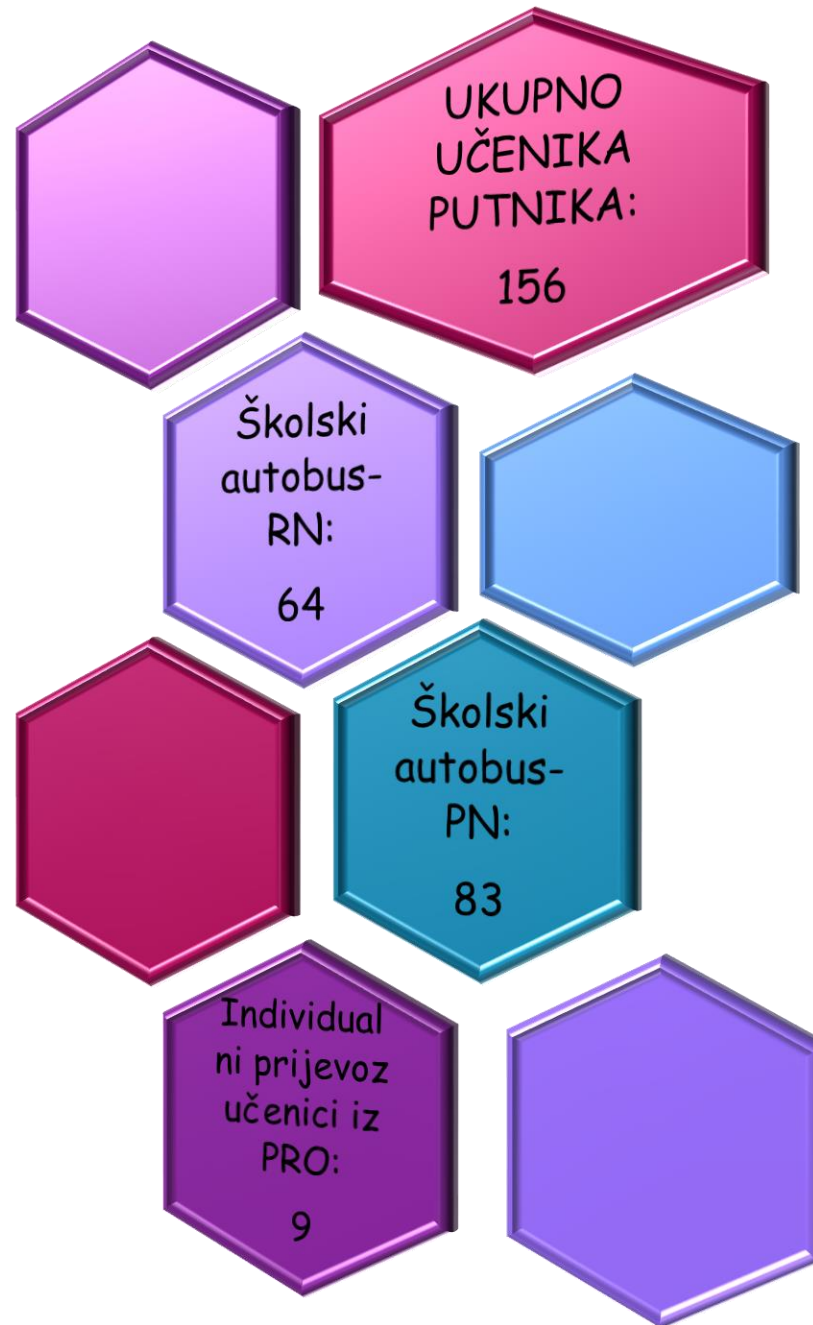 UKUPNO
UČENIKA
PUTNIKA:
156
Školski
autobus-
RN:
64
Školski
autobus-
PN:
83
Individual
ni prijevoz
učenici iz
PRO:
9